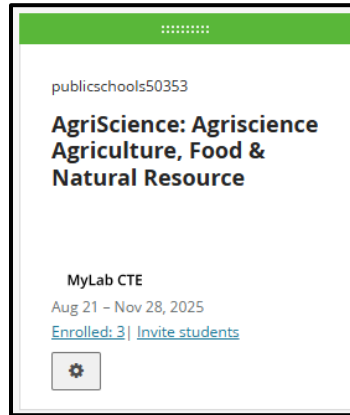 publicschools50353
AgriScience: Agriscience
Agriculture, Food &
Natural Resource
MyLab CTE
Aug 21 – Nov 28, 2025
Enrolled: 3| Invite students